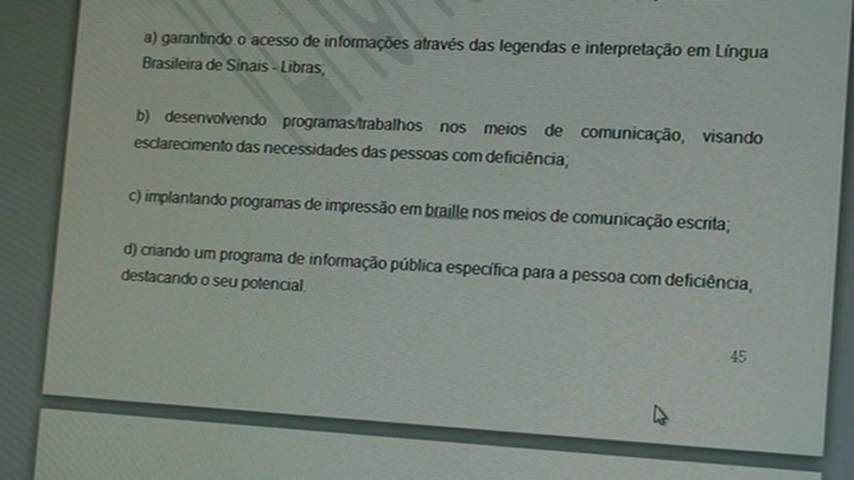 a) garantindo o acesso de informações através das legendas e interpretação em Língua
Brasileira de Sinais - Libras;
b) desenvolvendo programas/trabalhos nos meios de comunicação, visando
esclarecimento das necessidades das pessoas com deficiência;
c) implantando programas de impressão em braille nos meios de comunicação escrita;
d) criando um programa de informação pública específica para a pessoa com deficiência,
destacando o seu potencial.
45